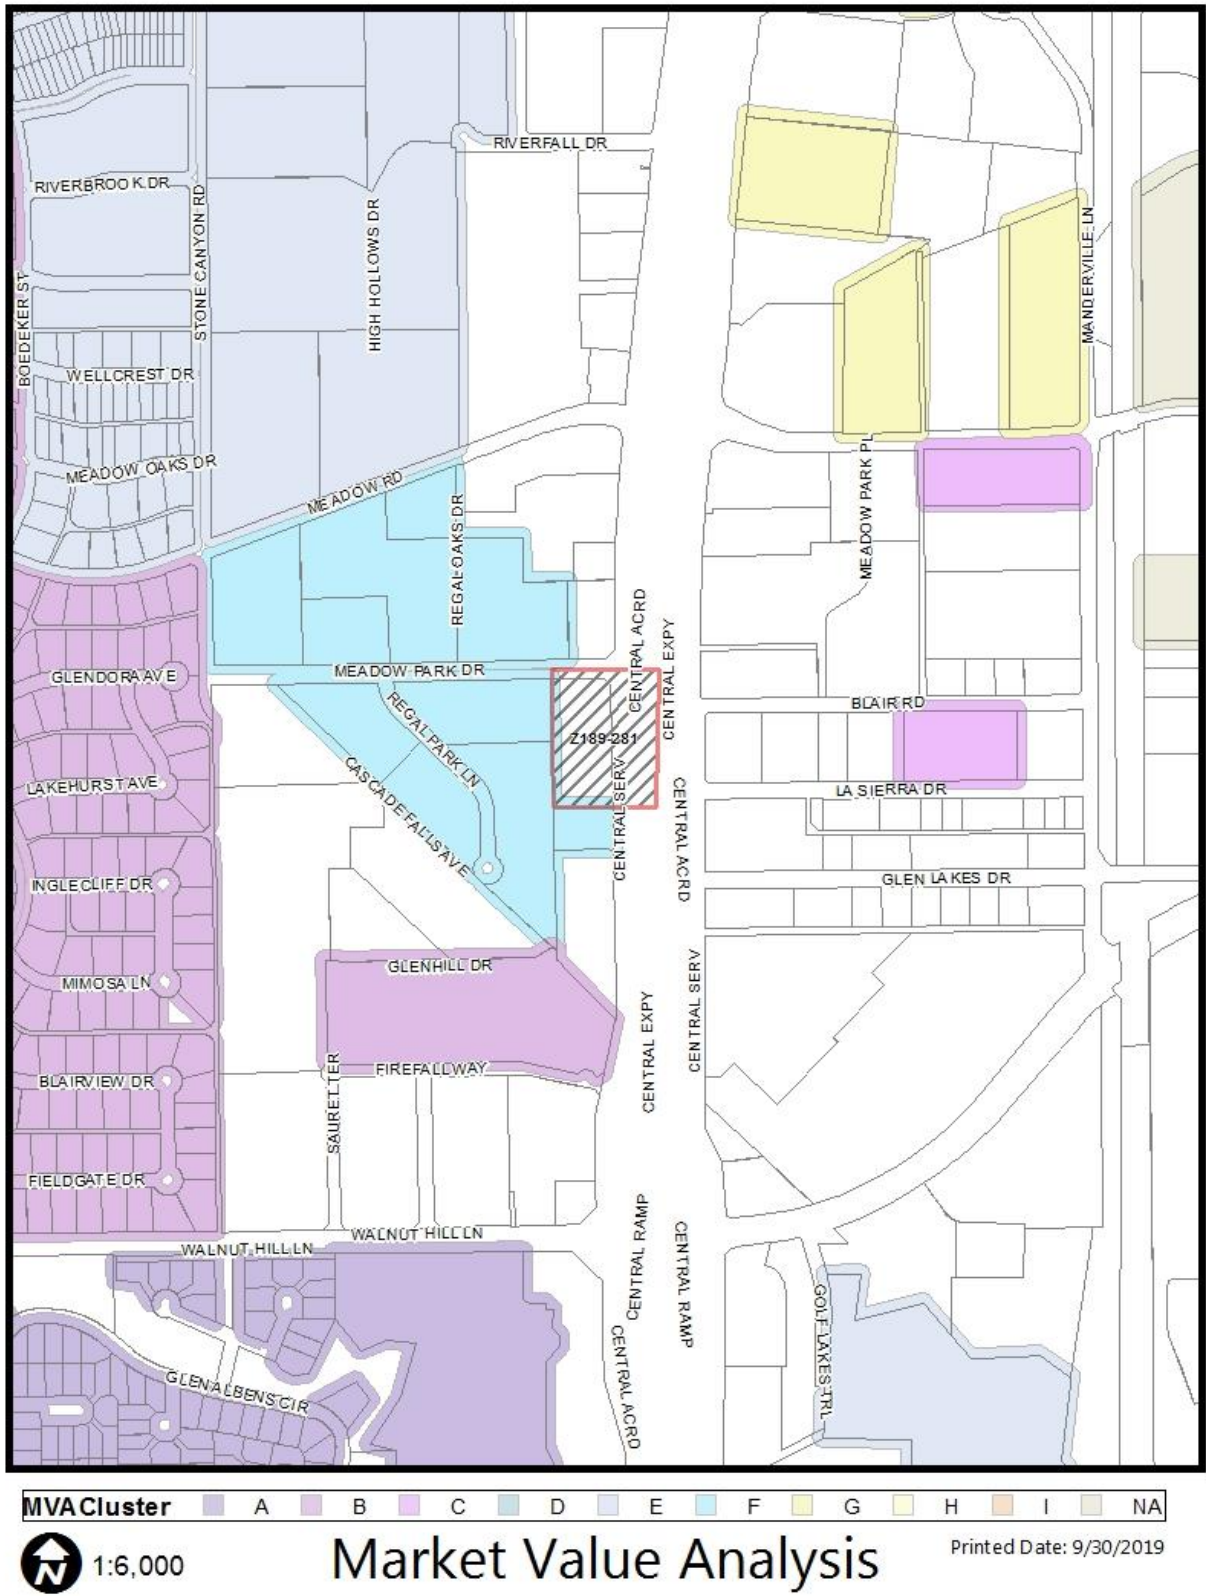 RIVERFALL DR
RIVERBROOK DR
STONE CANYON RD
HIGH HOLLOWS DR
MANDERVILLE LN
BOEDEKER ST
WELLCREST DR
MEADOW OAKS DR
MEADOW RD
REGAL OAKS DR
MEADOW PARK PL
CENTRAL ACRD
CENTRAL EXPY
MEADOW PARK DR
GLENDORA AVE
REGAL PARK LN
BLAIR RD
Z189-281
LAKEHURST AVE
CASCADE FALLS AVE
CENTRAL SERV
CENTRAL ACRD
LA SIERRA DR
INGLECLIFF DR
GLEN LAKES DR
GLENHILL DR
MIMOSA LN
CENTRAL EXPY
CENTRAL SERV
BLAIRVIEW DR
SAURET TER
FIREFALL WAY
FIELDGATE DR
WALNUT HILL LN
WALNUT HILL LN
CENTRAL RAMP
CENTRAL RAMP
GOLF LAKES TRL
GLEN ALBENS CIR
CENTRAL ACRD
MVA Cluster A B C D E F G H I NA
N 1:6,000 Market Value Analysis Printed Date: 9/30/2019